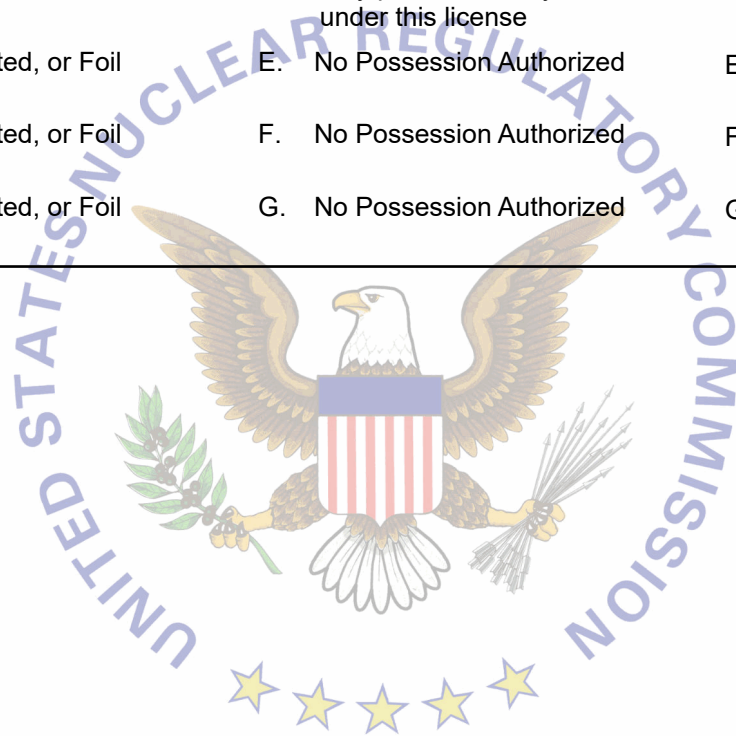 under this license
ted, or Foil E. No Possession Authorized E
ted, or Foil F. No Possession Authorized F
ted, or Foil G. No Possession Authorized G
UNITED STATES NUCLEAR REGULATORY COMMISSION